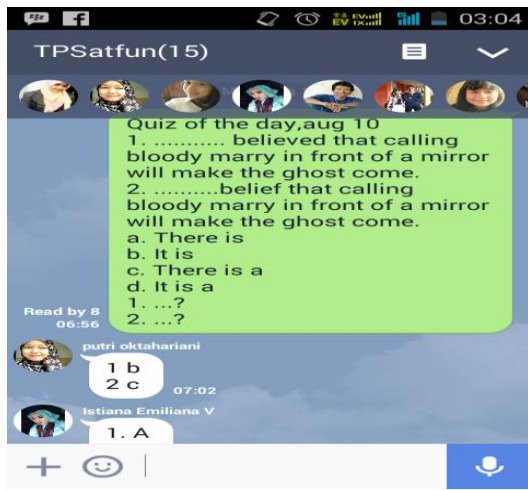 03:04
TPSatfun(15)
Quiz of the day,aug 10
1. ........... believed that calling
bloody marry in front of a mirror
will make the ghost come.
2. ..........belief that calling
bloody marry in front of a mirror
will make the ghost come.
a. There is
b. It is
c. There is a
d. It is a
1. ...?
2. ...?
Read by 8
06:56
putri oktahariani
1 b
2 c
07:02
Istiana Emiliana V
1. A